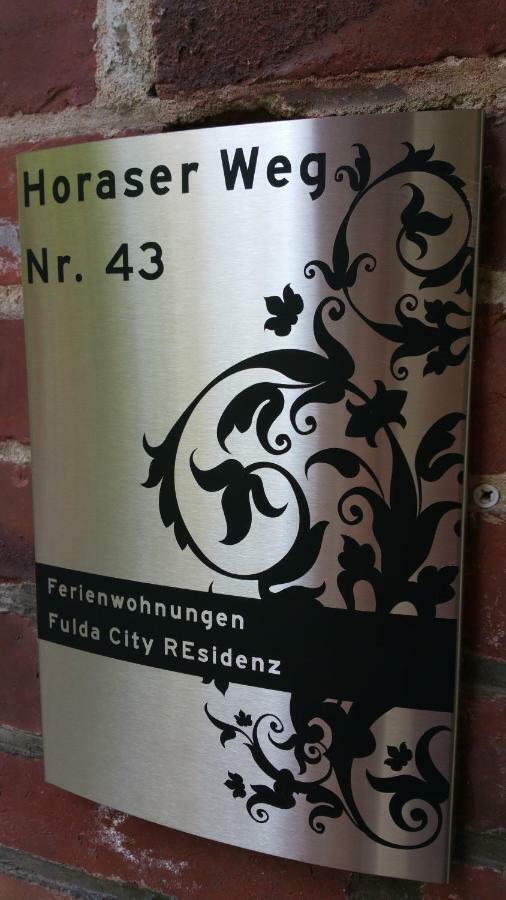 Horaser Weg
Nr. 43
Ferienwohnungen
Fulda City REsidenz